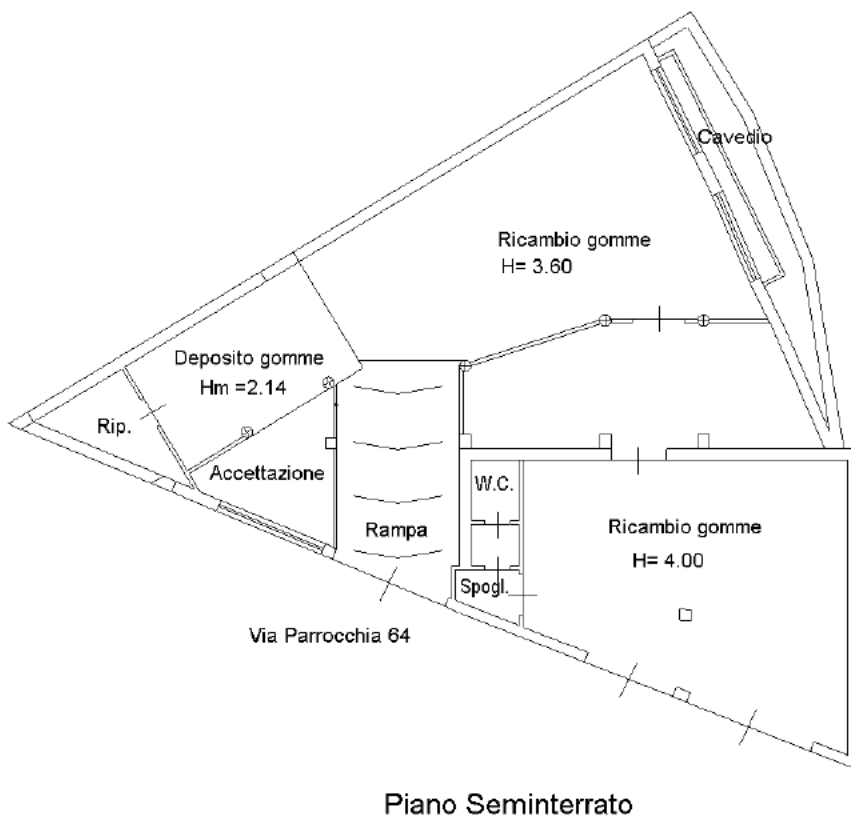 Cavedio
Ricambio gomme
H= 3.60
Deposito gomme
Hm =2.14
Rip.
Accettazione
W.C.
Rampa
Ricambio gomme
H= 4.00
Spogl.
Via Parrocchia 64
Piano Seminterrato